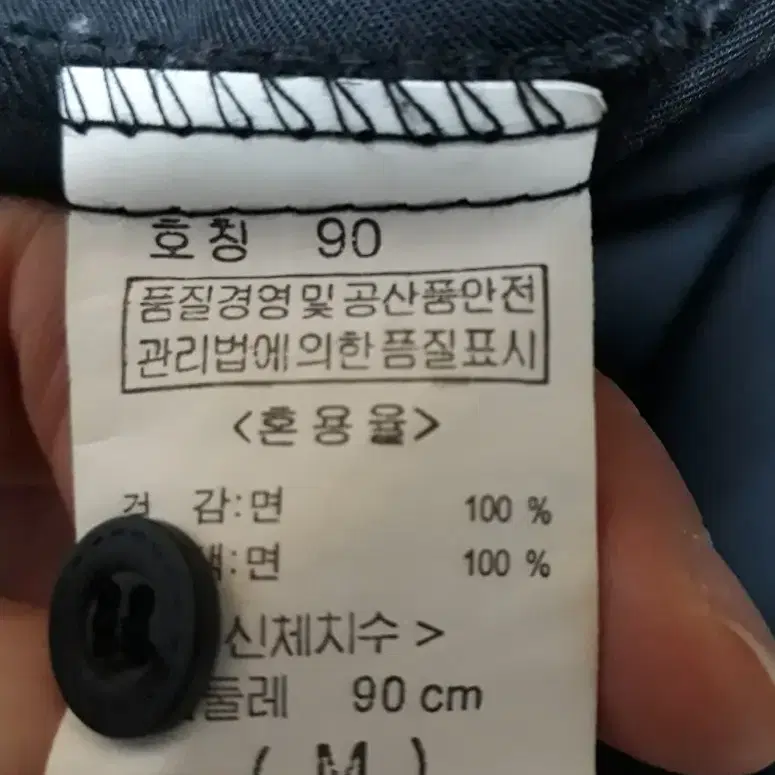 호칭 90
품질경영및공산품안전
관리법에의한품질표시
<혼용율>
겉 감:면 100 %
:면 100 %
신체치수>
둘레 90 cm
(M)